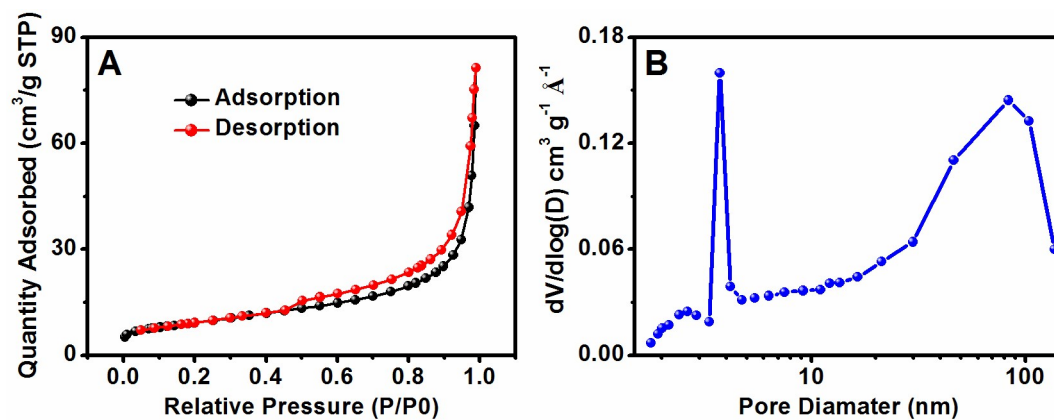 A
Adsorption
Desorption
Quantity Adsorbed (cm³/g STP)
90
60
30
0
0.0 0.2 0.4 0.6 0.8 1.0
Relative Pressure (P/P0)
B
dV/dlog(D) cm³ g⁻¹ Å⁻¹
0.18
0.12
0.06
0.00
10 100
Pore Diamater (nm)